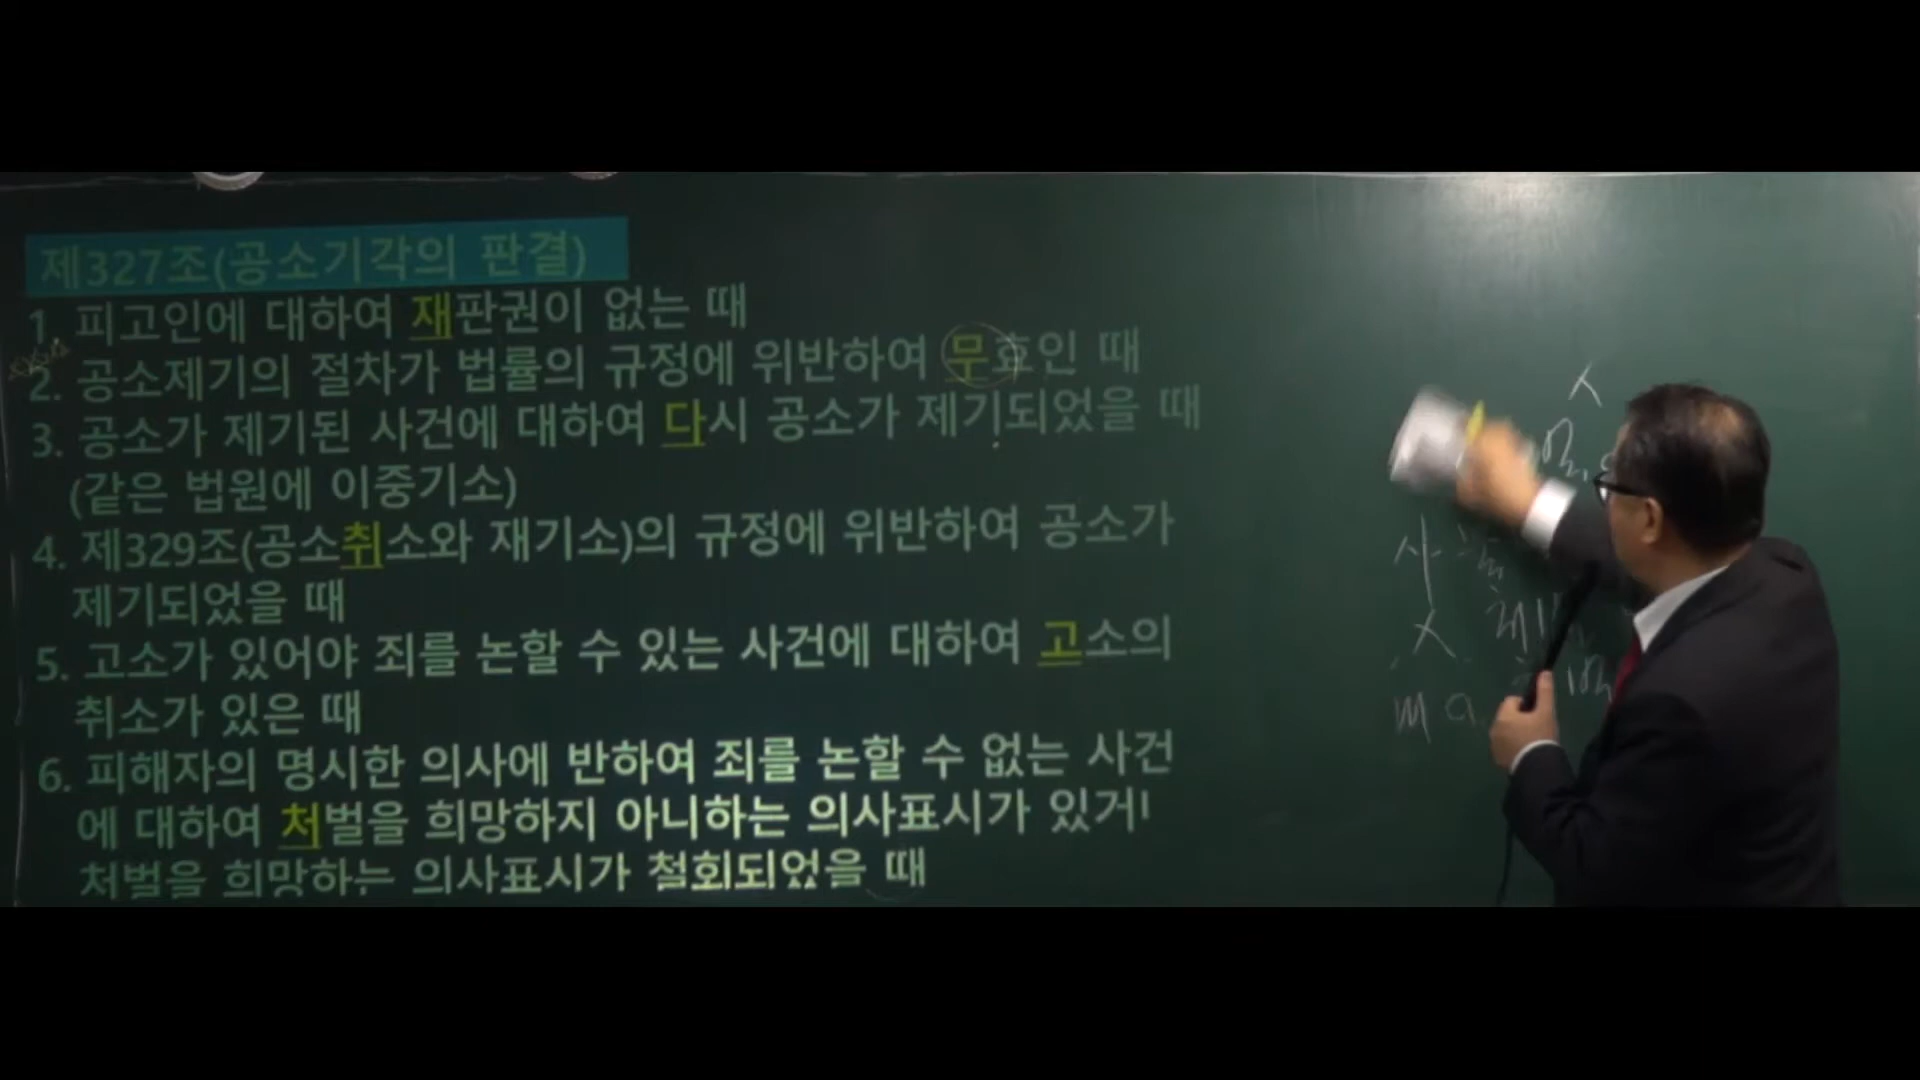 제327조(공소기각의 판결)
1. 피고인에 대하여 재판권이 없는 때
2. 공소제기의 절차가 법률의 규정에 위반하여 무효인 때
3. 공소가 제기된 사건에 대하여 다시 공소가 제기되었을 때
(같은 법원에 이중기소)
4. 제329조(공소취소와 재기소)의 규정에 위반하여 공소가
제기되었을 때
5. 고소가 있어야 죄를 논할 수 있는 사건에 대하여 고소의
취소가 있은 때
6. 피해자의 명시한 의사에 반하여 죄를 논할 수 없는 사건
에 대하여 처벌을 희망하지 아니하는 의사표시가 있거
처벌을 희망하는 의사표시가 철회되었을 때